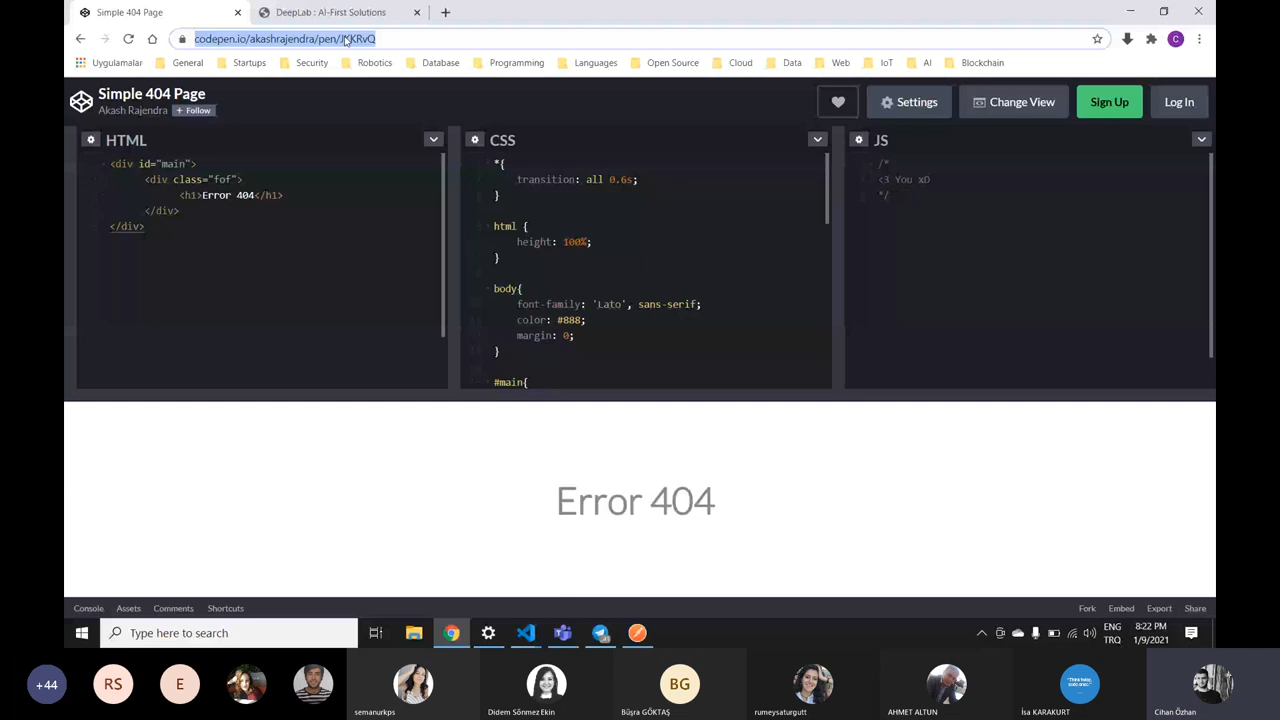 Simple 404 Page
DeepLab : AI-First Solutions
codepen.io/akashrajendra/pen/JKKRvQ
C
Uygulamalar
General
Startups
Security
Robotics
Database
Programming
Languages
Open Source
Cloud
Data
Web
IoT
AI
Blockchain
Simple 404 Page
Akash Rajendra
+ Follow
Settings
Change View
Sign Up
Log In
HTML
<div id="main">
<div class="fof">
<h1>Error 404</h1>
</div>
</div>
CSS
*{
transition: all 0.6s;
}
html {
height: 100%;
}
body{
font-family: 'Lato', sans-serif;
color: #888;
margin: 0;
}
#main{
JS
/*
<3 You xD
*/
Error 404
Console
Assets
Comments
Shortcuts
Fork
Embed
Export
Share
Type here to search
ENG
TRQ
8:22 PM
1/9/2021
+44
RS
E
semanurkps
Didem Sönmez Ekin
BG
Büşra GÖKTAŞ
rumeysaturgutt
AHMET ALTUN
İsa KARAKURT
Cihan Özhan